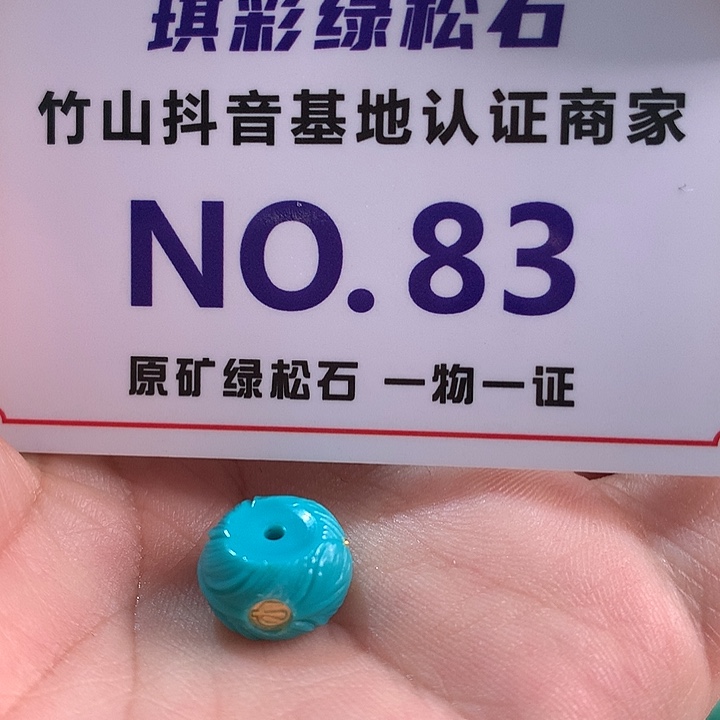 琪彩绿松石
竹山抖音基地认证商家
NO.83
原矿绿松石 一物一证